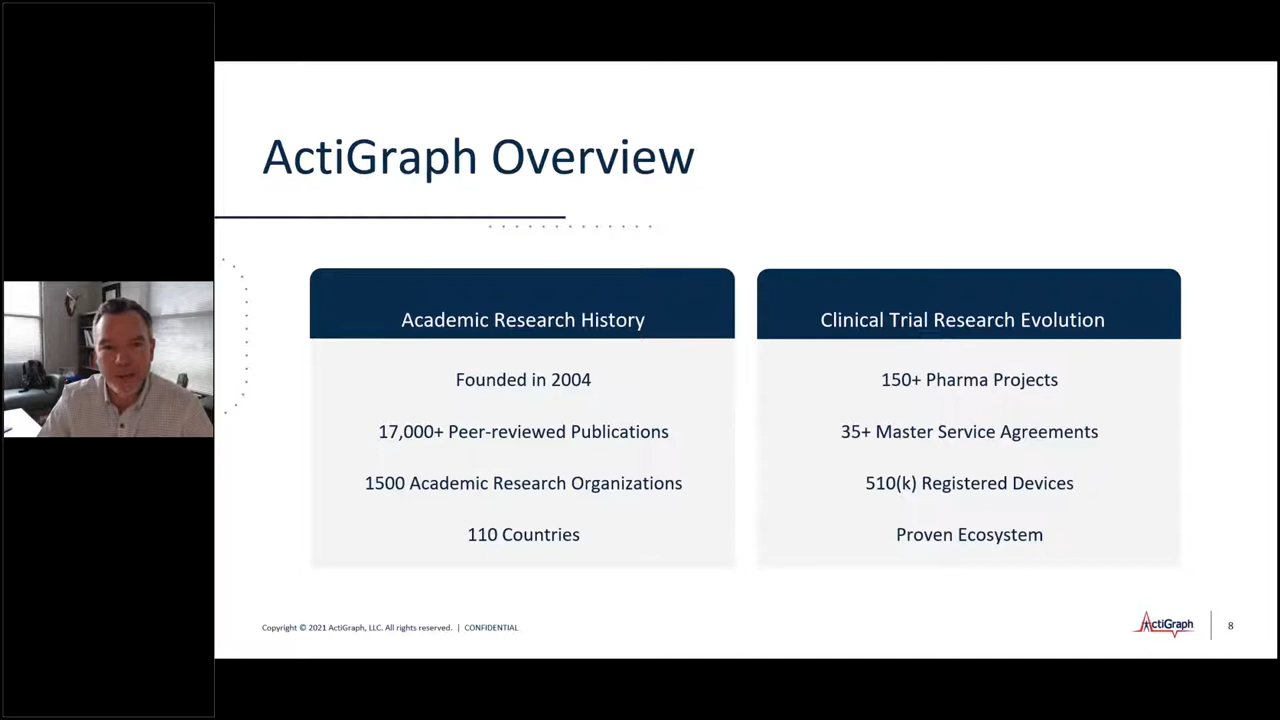 ActiGraph Overview
Academic Research History
Founded in 2004
17,000+ Peer-reviewed Publications
1500 Academic Research Organizations
110 Countries
Clinical Trial Research Evolution
150+ Pharma Projects
35+ Master Service Agreements
510(k) Registered Devices
Proven Ecosystem
Copyright © 2021 ActiGraph, LLC. All rights reserved. | CONFIDENTIAL
ActiGraph
8